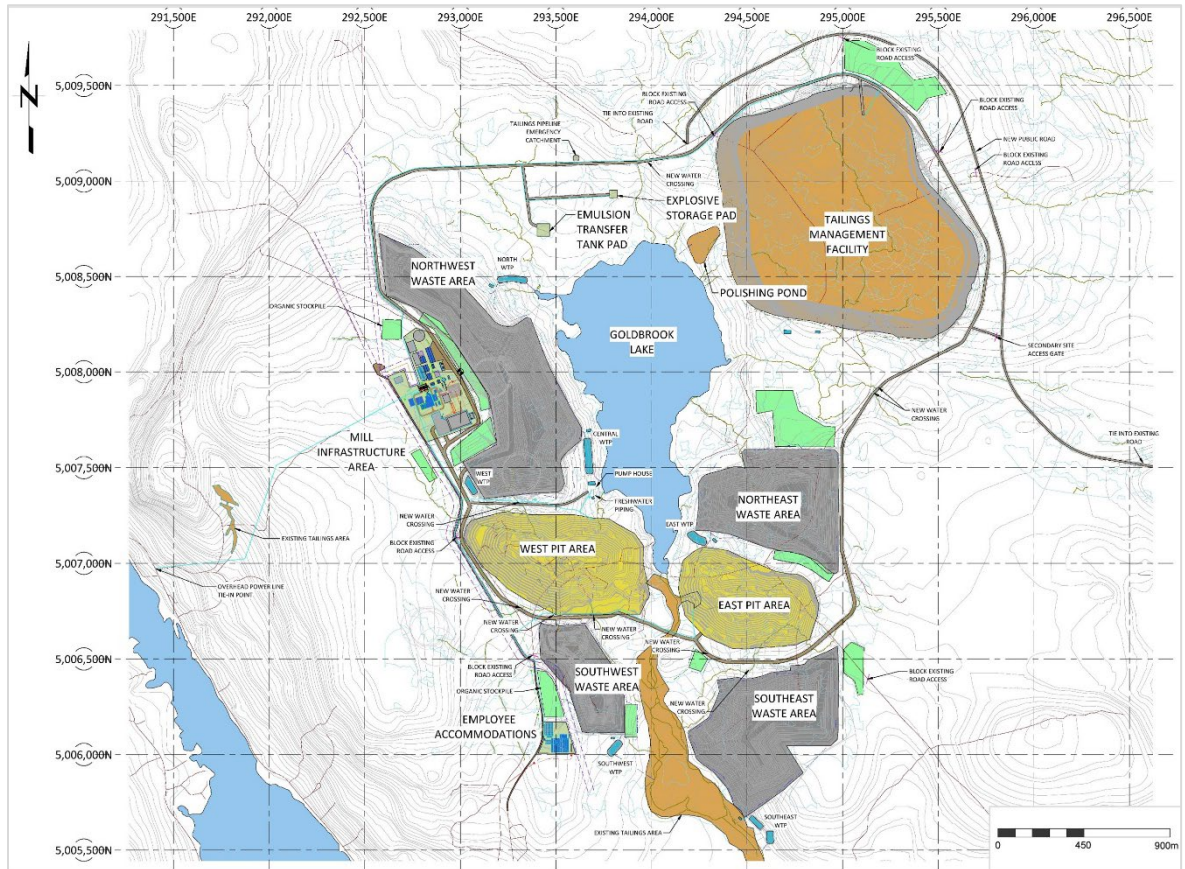 291,500E
292,000E
292,500E
293,000E
293,500E
294,000E
294,500E
295,000E
295,500E
296,000E
296,500E
N
5,009,500N
5,009,000N
5,008,500N
5,008,000N
5,007,500N
5,007,000N
5,006,500N
5,006,000N
5,005,500N
BLOCK EXISTING
ROAD ACCESS
BLOCK EXISTING
ROAD ACCESS
TIE INTO EXISTING
ROAD
BLOCK EXISTING
ROAD ACCESS
NEW PUBLIC ROAD
BLOCK EXISTING
ROAD ACCESS
TAILINGS PIPELINE
EMERGENCY
CATCHMENT
NEW WATER
CROSSING
EXPLOSIVE
STORAGE PAD
EMULSION
TRANSFER
TANK PAD
TAILINGS
MANAGEMENT
FACILITY
NORTHWEST
WASTE AREA
NORTH
WTP
POLISHING POND
ORGANIC STOCKPILE
GOLDBROOK
LAKE
SECONDARY SITE
ACCESS GATE
NEW WATER
CROSSING
MILL
INFRASTRUCTURE
AREA
CENTRAL
WTP
TIE INTO EXISTING
ROAD
WEST
WTP
PUMP HOUSE
FRESHWATER
PIPING
NORTHEAST
WASTE AREA
NEW WATER
CROSSING
EAST WTP
EXISTING TAILINGS AREA
BLOCK EXISTING
ROAD ACCESS
WEST PIT AREA
OVERHEAD POWER LINE
TIE-IN POINT
NEW WATER
CROSSING
EAST PIT AREA
NEW WATER
CROSSING
NEW WATER
CROSSING
NEW WATER
CROSSING
BLOCK EXISTING
ROAD ACCESS
SOUTHWEST
WASTE AREA
BLOCK EXISTING
ROAD ACCESS
ORGANIC STOCKPILE
SOUTHEAST
WASTE AREA
NEW WATER
CROSSING
EMPLOYEE
ACCOMMODATIONS
SOUTHWEST
WTP
EXISTING TAILINGS AREA
SOUTHEAST
WTP
0
450
900m